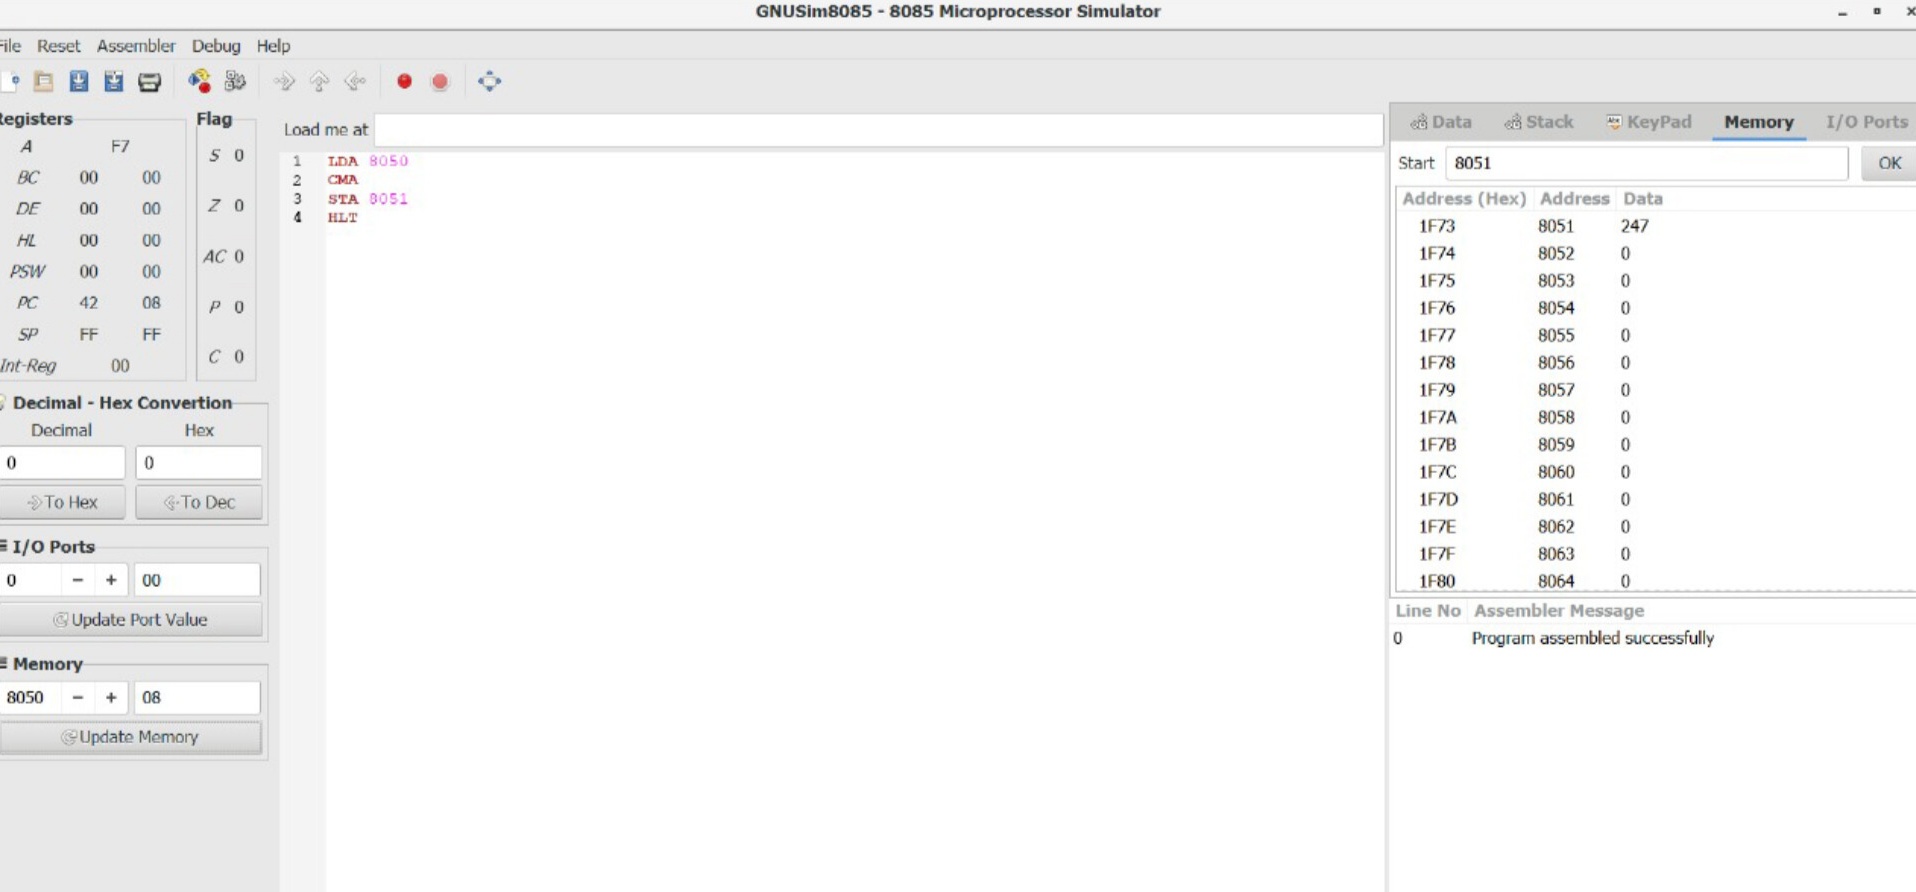 GNUSim8085 - 8085 Microprocessor Simulator
File Reset Assembler Debug Help
Registers
A F7
BC 00 00
DE 00 00
HL 00 00
PSW 00 00
PC 42 08
SP FF FF
Int-Reg 00
Flag
S 0
Z 0
AC 0
P 0
C 0
Decimal - Hex Convertion
Decimal Hex
0 0
To Hex To Dec
I/O Ports
0 - + 00
Update Port Value
Memory
8050 - + 08
Update Memory
Load me at
1 LDA 8050
2 CMA
3 STA 8051
4 HLT
Data Stack KeyPad Memory I/O Ports
Start 8051 OK
Address (Hex) Address Data
1F73 8051 247
1F74 8052 0
1F75 8053 0
1F76 8054 0
1F77 8055 0
1F78 8056 0
1F79 8057 0
1F7A 8058 0
1F7B 8059 0
1F7C 8060 0
1F7D 8061 0
1F7E 8062 0
1F7F 8063 0
1F80 8064 0
Line No Assembler Message
0 Program assembled successfully